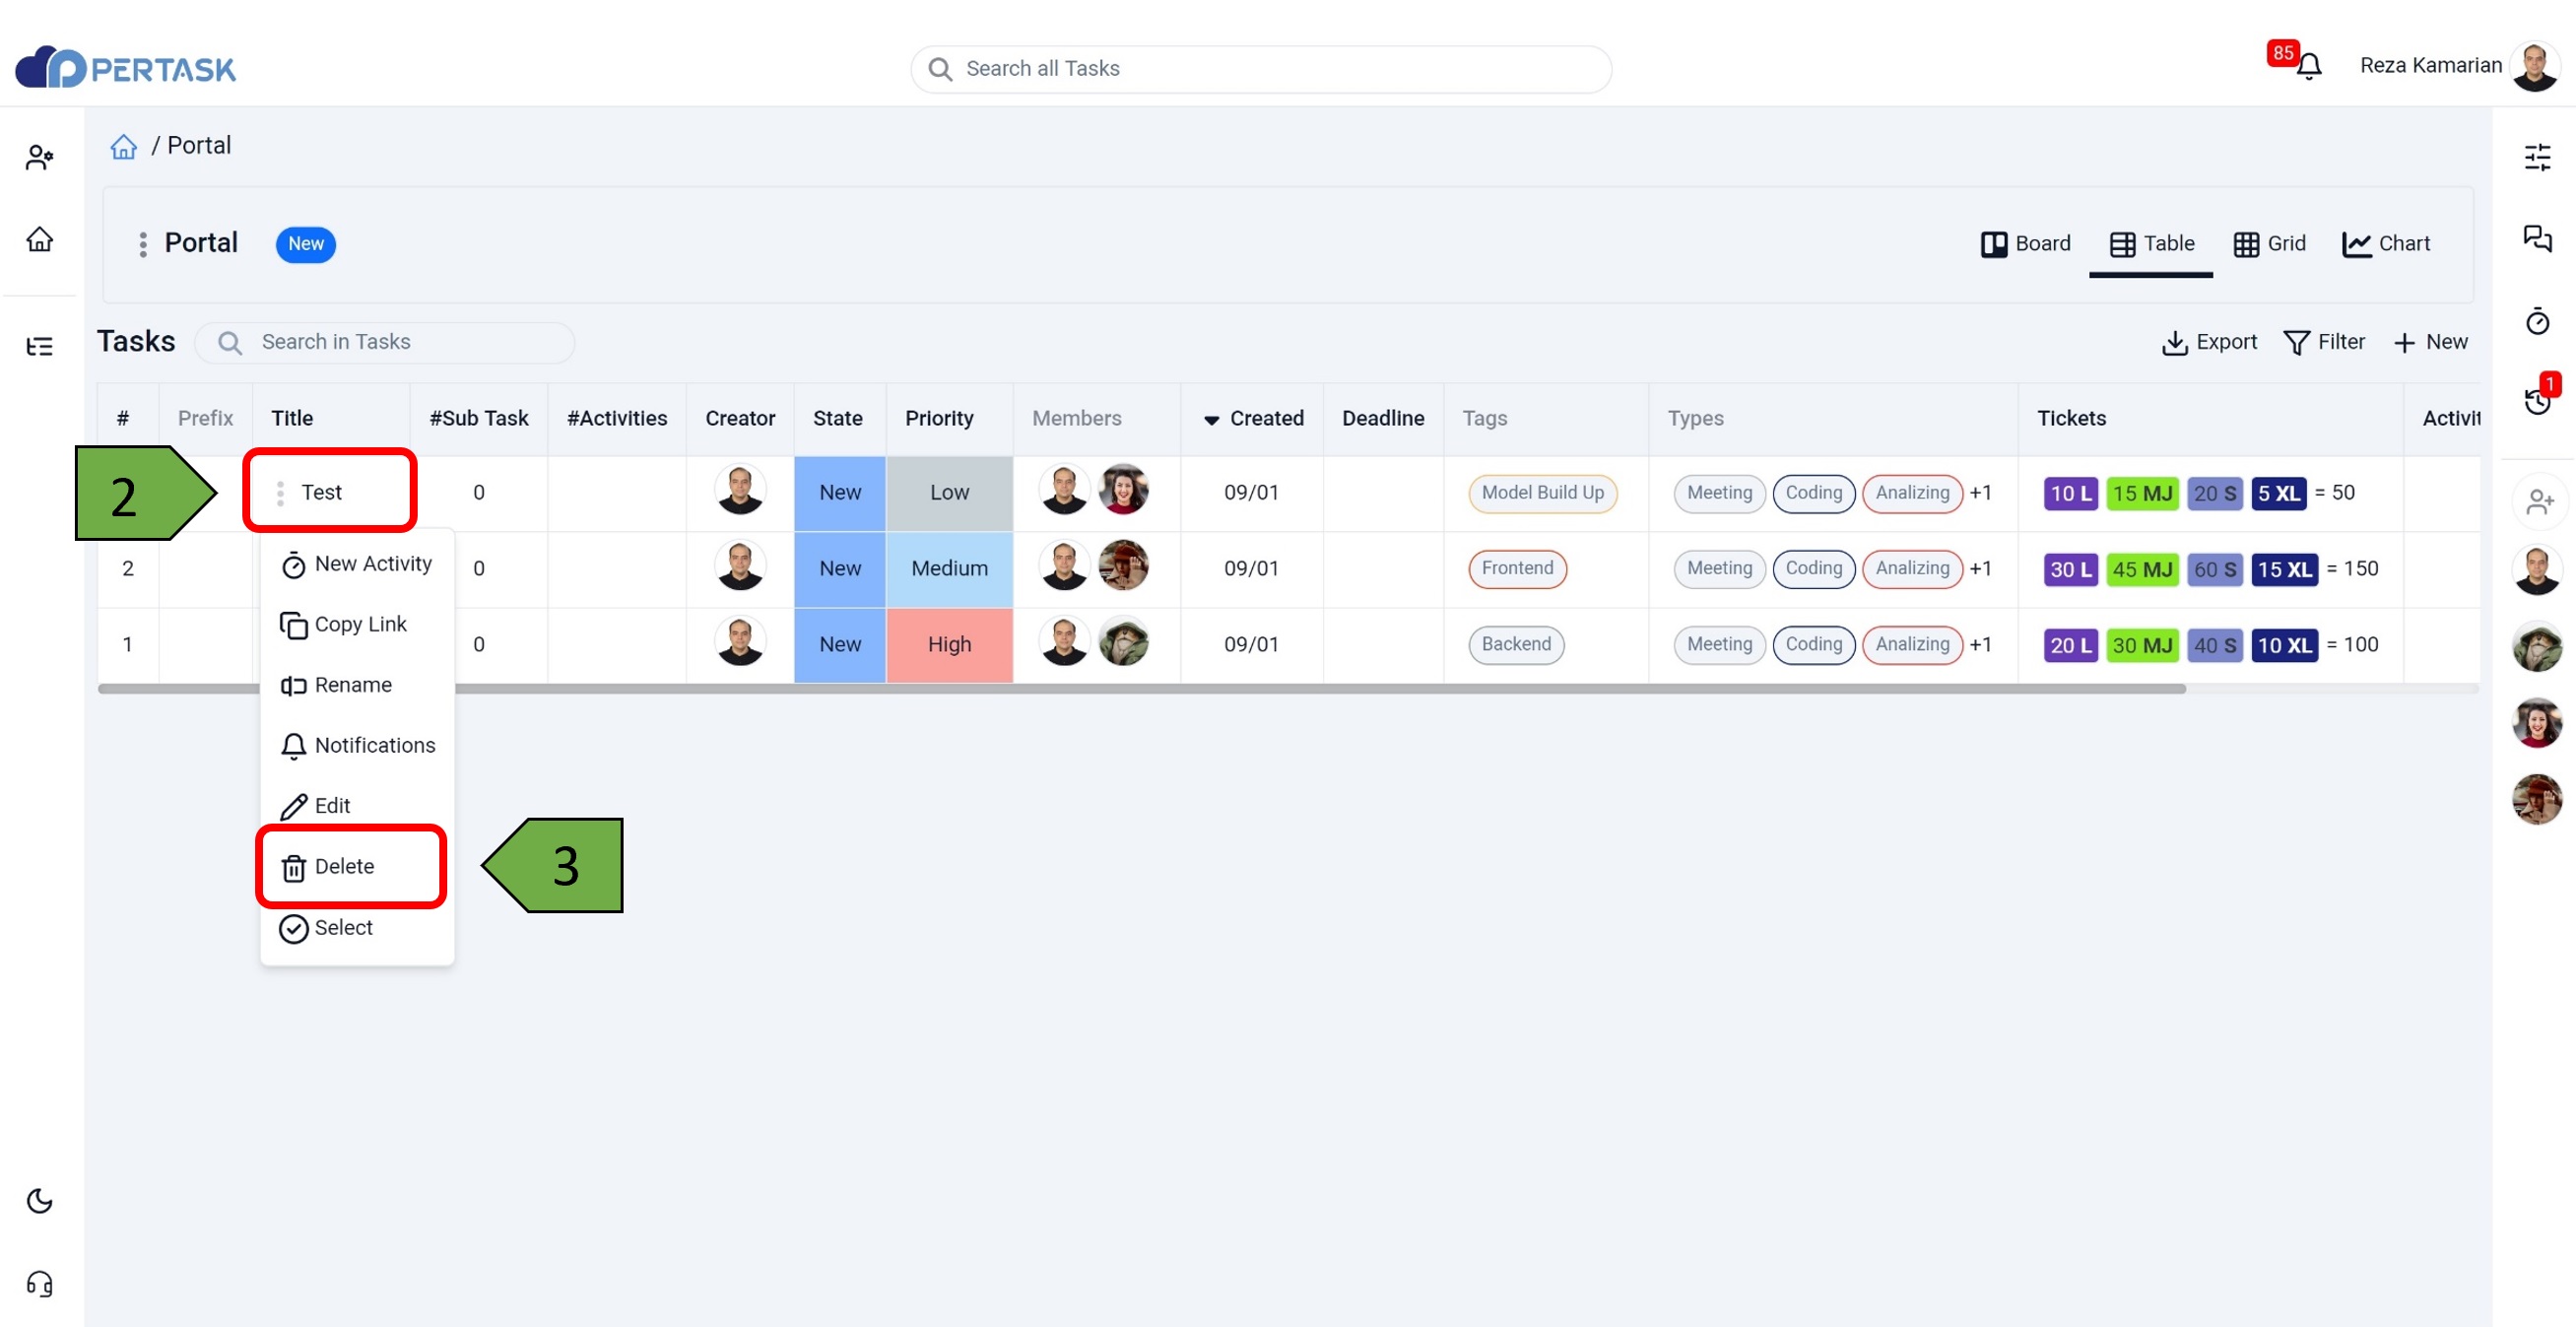 PERTASK
Search all Tasks
85
Reza Kamarian
/ Portal
Portal New
Board Table Grid Chart
Tasks Search in Tasks
Export Filter New
1
# Prefix Title #Sub Task #Activities Creator State Priority Members Created Deadline Tags Types Tickets Activit
2 Test 0 New Low 09/01 Model Build Up Meeting Coding Analizing +1 10 L 15 MJ 20 S 5 XL = 50
2 0 New Medium 09/01 Frontend Meeting Coding Analizing +1 30 L 45 MJ 60 S 15 XL = 150
1 0 New High 09/01 Backend Meeting Coding Analizing +1 20 L 30 MJ 40 S 10 XL = 100
New Activity
Copy Link
Rename
Notifications
Edit
Delete 3
Select